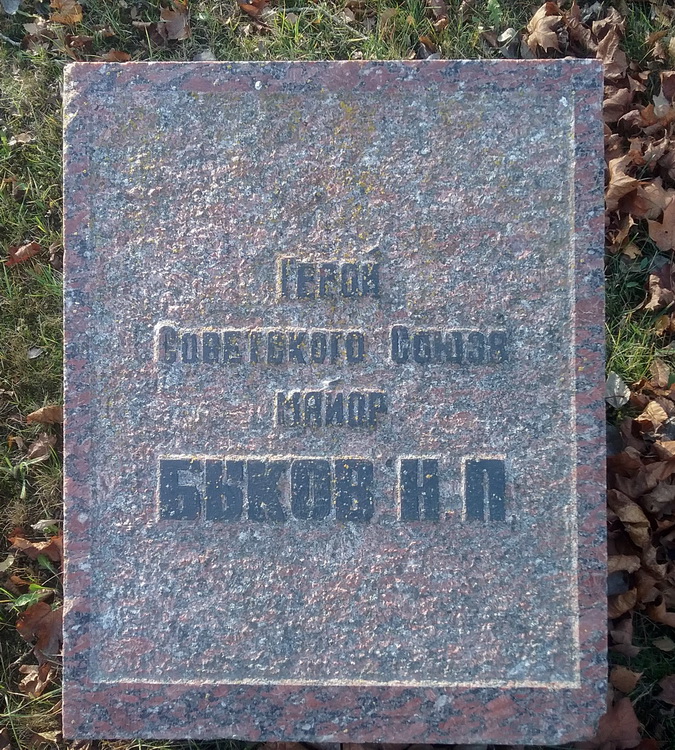 Герой
Советского Союза
майор
БЫКОВ Н.П